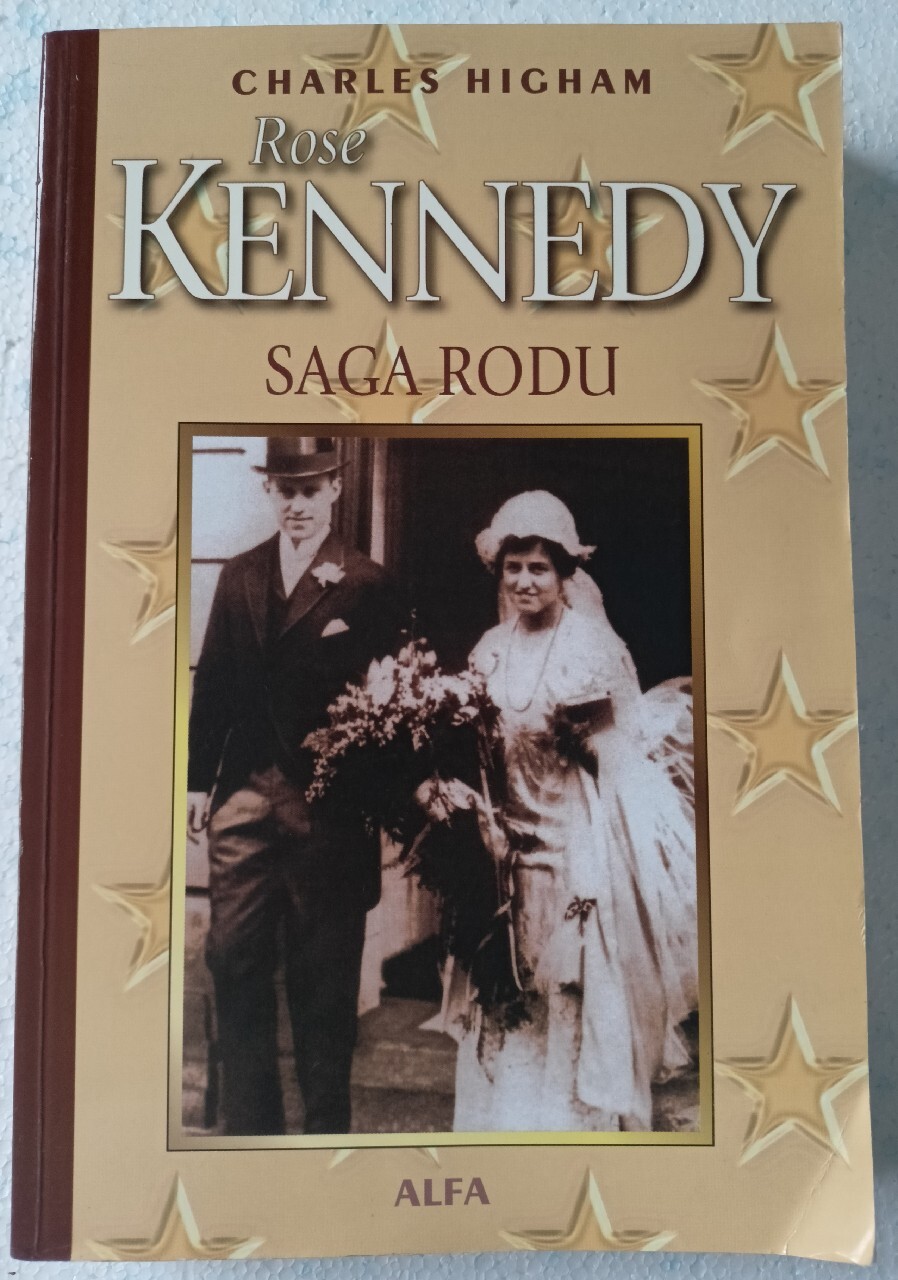 CHARLES HIGHAM
Rose
KENNEDY
SAGA RODU
ALFA